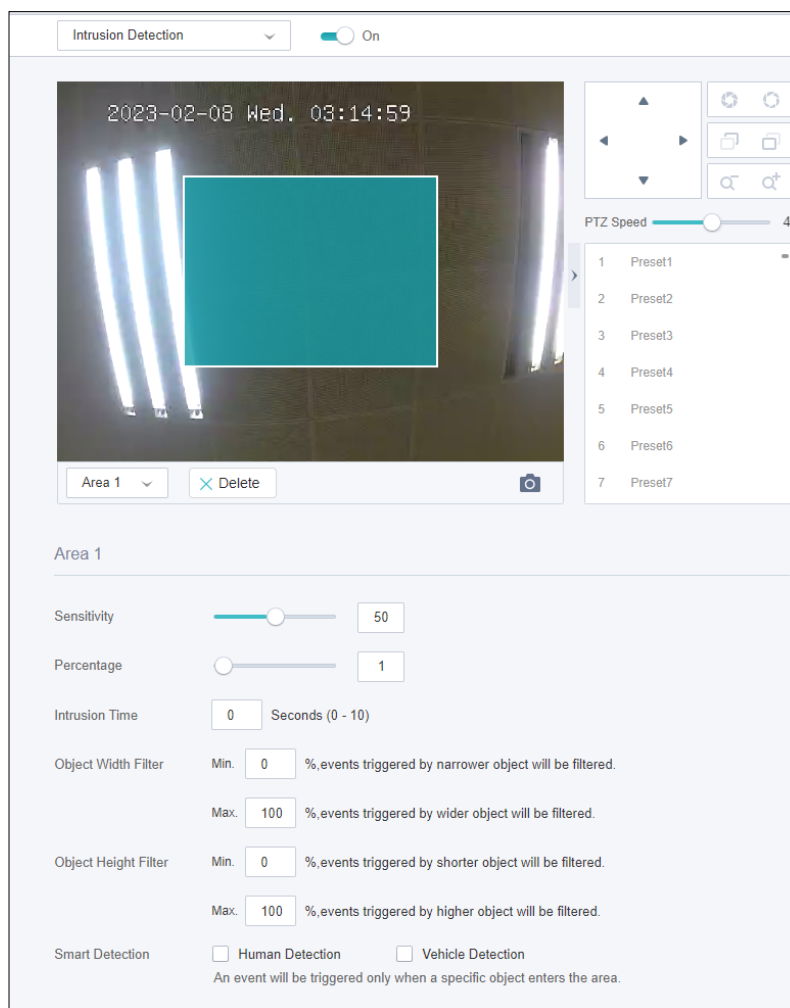 Intrusion Detection
On
2023-02-08 Wed. 03:14:59
PTZ Speed 4
1 Preset1
2 Preset2
3 Preset3
4 Preset4
5 Preset5
6 Preset6
7 Preset7
Area 1
Delete
Area 1
Sensitivity 50
Percentage 1
Intrusion Time 0 Seconds (0 - 10)
Object Width Filter Min. 0 %,events triggered by narrower object will be filtered.
Max. 100 %,events triggered by wider object will be filtered.
Object Height Filter Min. 0 %,events triggered by shorter object will be filtered.
Max. 100 %,events triggered by higher object will be filtered.
Smart Detection Human Detection Vehicle Detection
An event will be triggered only when a specific object enters the area.